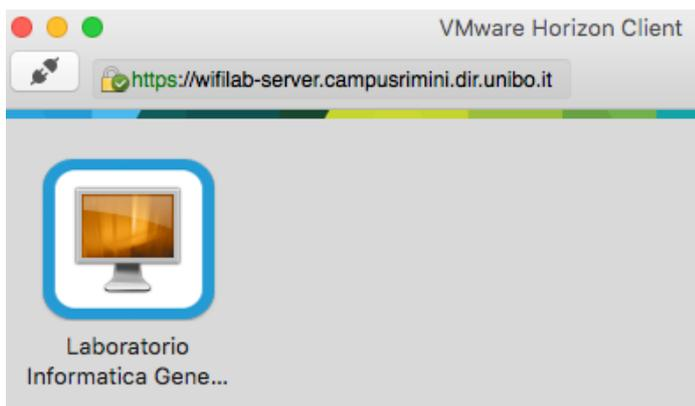 VMware Horizon Client
https://wifilab-server.campusrimini.dir.unibo.it
Laboratorio
Informatica Gene...